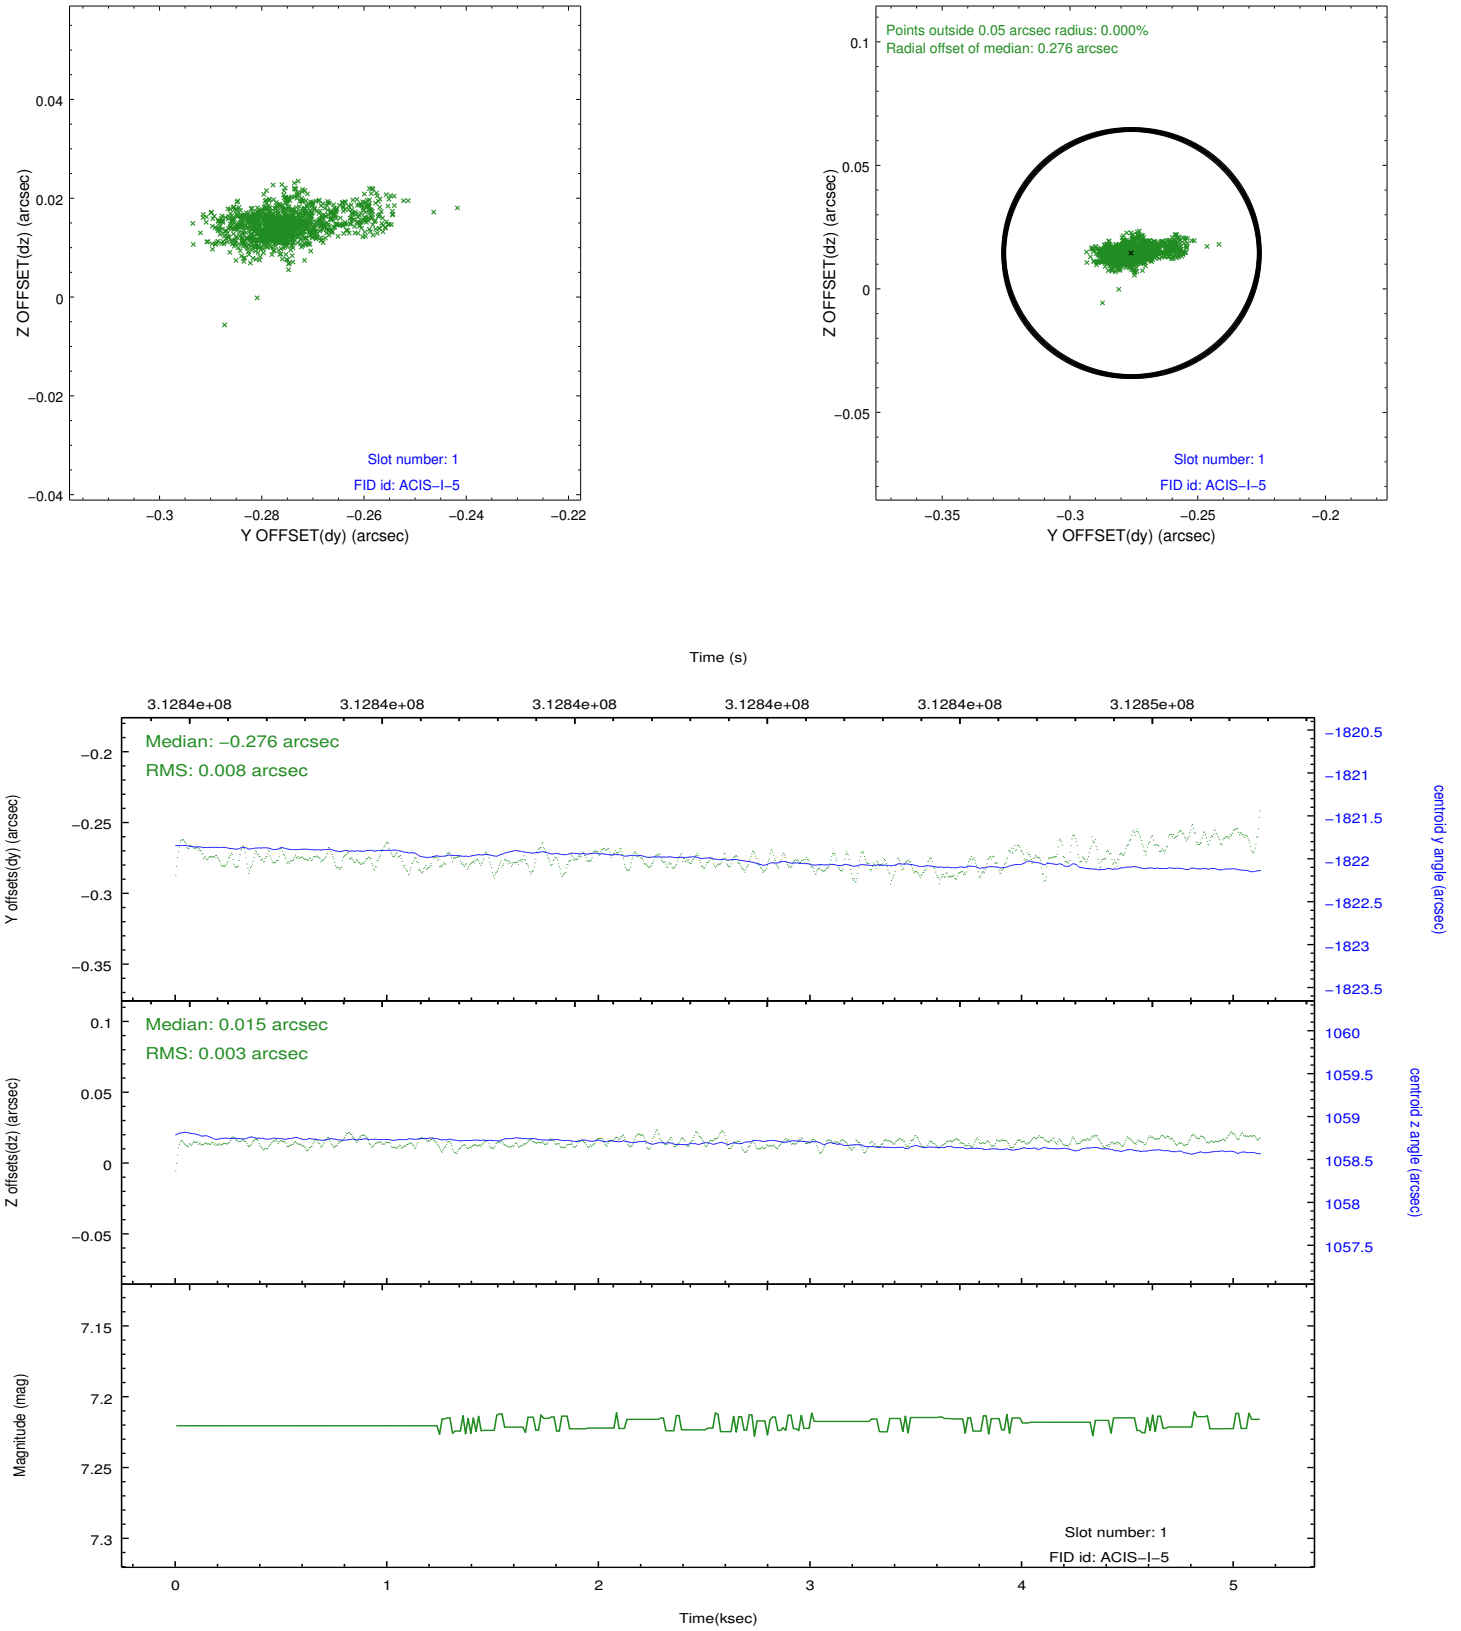 0.04
0.02
0
−0.02
−0.04
Z OFFSET(dz) (arcsec)
Slot number: 1
FID id: ACIS−I−5
−0.3
−0.28
−0.26
−0.24
−0.22
Y OFFSET(dy) (arcsec)
Points outside 0.05 arcsec radius: 0.000%
Radial offset of median: 0.276 arcsec
0.1
0.05
0
−0.05
Z OFFSET(dz) (arcsec)
Slot number: 1
FID id: ACIS−I−5
−0.35
−0.3
−0.25
−0.2
Y OFFSET(dy) (arcsec)
Time (s)
3.1284e+08
3.1284e+08
3.1284e+08
3.1284e+08
3.1284e+08
3.1285e+08
Median: −0.276 arcsec
RMS: 0.008 arcsec
−0.2
−0.25
−0.3
−0.35
Y offsets(dy) (arcsec)
−1820.5
−1821
−1821.5
−1822
−1822.5
−1823
−1823.5
centroid y angle (arcsec)
Median: 0.015 arcsec
RMS: 0.003 arcsec
0.1
0.05
0
−0.05
Z offsets(dz) (arcsec)
1060
1059.5
1059
1058.5
1058
1057.5
centroid z angle (arcsec)
7.15
7.2
7.25
7.3
Magnitude (mag)
Slot number: 1
FID id: ACIS−I−5
0
1
2
3
4
5
Time(ksec)